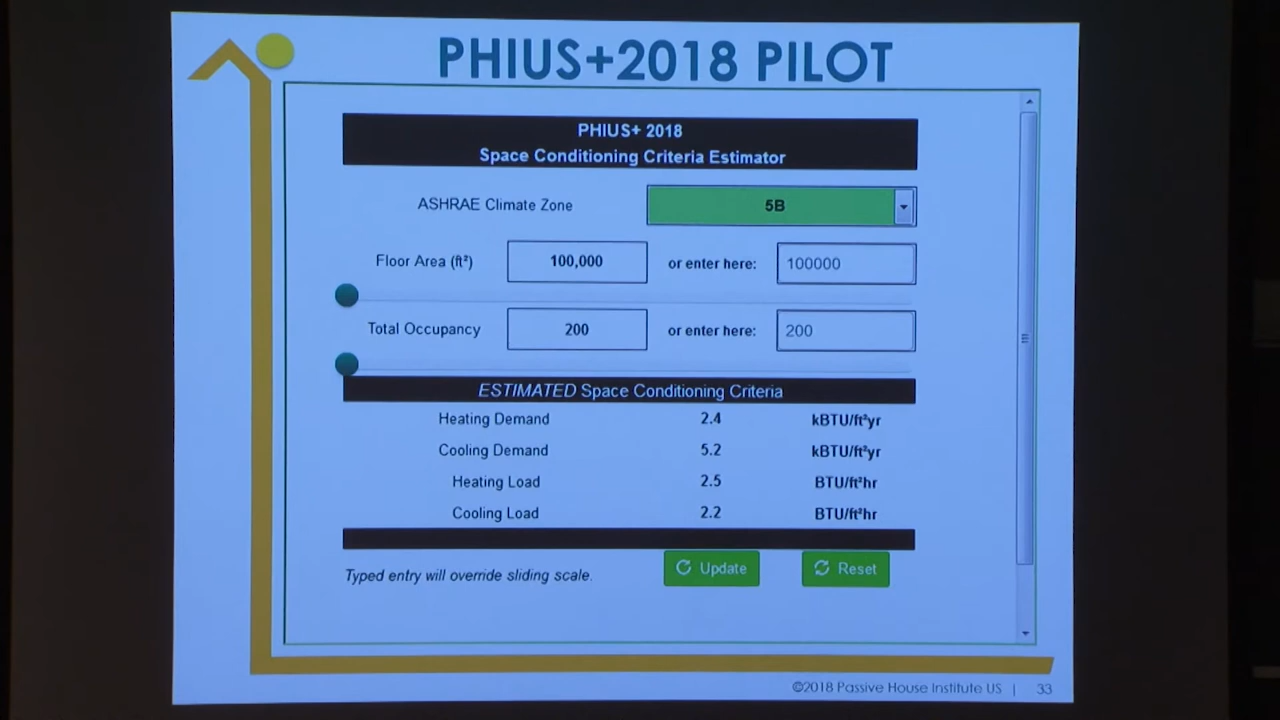 PHIUS+2018 PILOT
PHIUS+ 2018
Space Conditioning Criteria Estimator
ASHRAE Climate Zone 5B
Floor Area (ft²) 100,000 or enter here: 100000
Total Occupancy 200 or enter here: 200
ESTIMATED Space Conditioning Criteria
Heating Demand 2.4 kBTU/ft²yr
Cooling Demand 5.2 kBTU/ft²yr
Heating Load 2.5 BTU/ft²hr
Cooling Load 2.2 BTU/ft²hr
Typed entry will override sliding scale. Update Reset
©2018 Passive House Institute US | 33